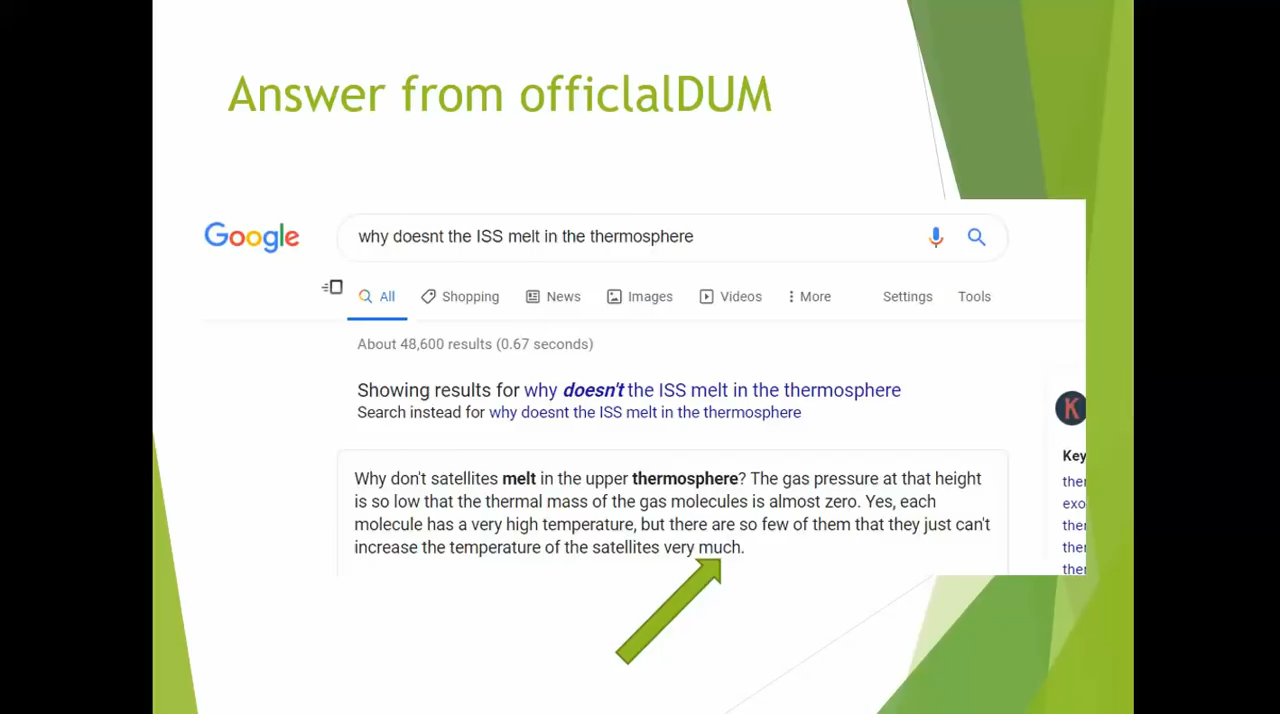 Answer from officlalDUM
Google
why doesnt the ISS melt in the thermosphere
All Shopping News Images Videos More Settings Tools
About 48,600 results (0.67 seconds)
Showing results for why doesn't the ISS melt in the thermosphere
Search instead for why doesnt the ISS melt in the thermosphere
Why don't satellites melt in the upper thermosphere? The gas pressure at that height
is so low that the thermal mass of the gas molecules is almost zero. Yes, each
molecule has a very high temperature, but there are so few of them that they just can't
increase the temperature of the satellites very much.
K
Key
ther
exo
ther
ther
ther